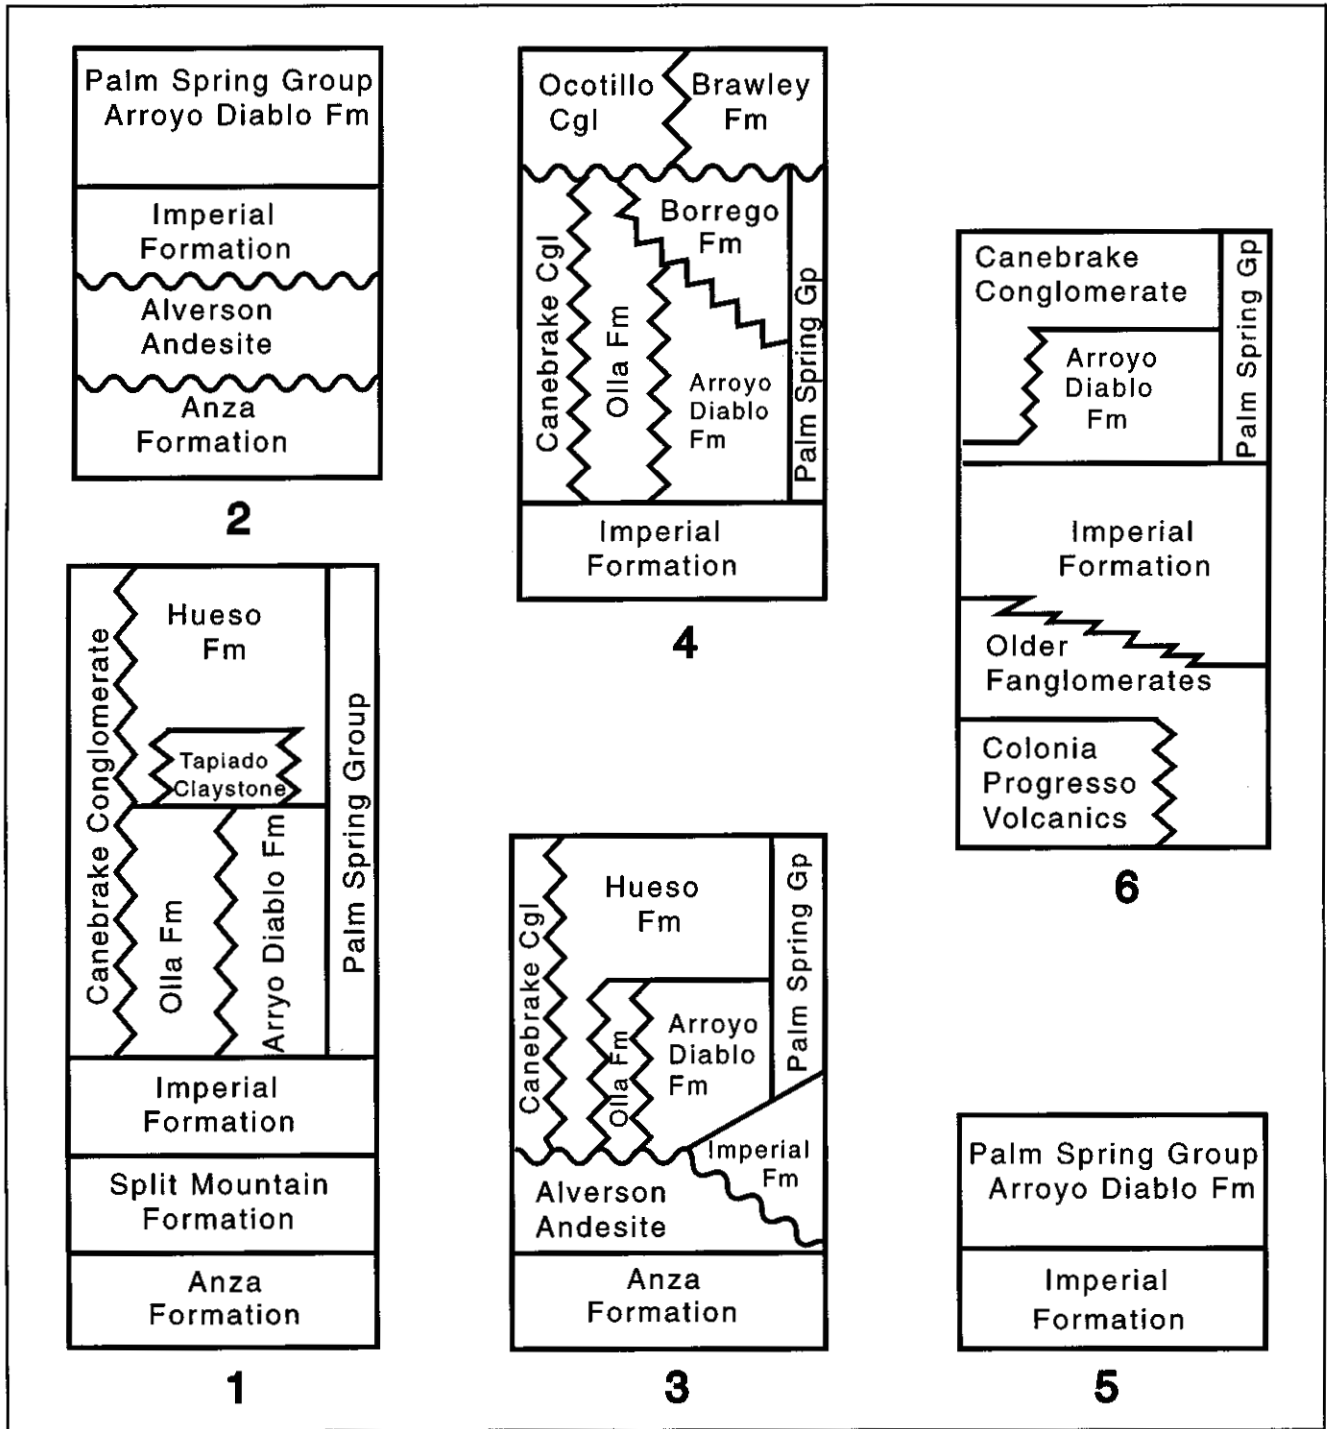 Palm Spring Group
Arroyo Diablo Fm
Imperial
Formation
Alverson
Andesite
Anza
Formation
2
Ocotillo
Cgl
Brawley
Fm
Canebrake Cgl
Olla Fm
Borrego
Fm
Arroyo
Diablo
Fm
Palm Spring Gp
Imperial
Formation
4
Canebrake
Conglomerate
Arroyo
Diablo
Fm
Palm Spring Gp
Imperial
Formation
Older
Fanglomerates
Colonia
Progresso
Volcanics
6
Canebrake Conglomerate
Hueso
Fm
Tapiado
Claystone
Olla Fm
Arryo Diablo Fm
Palm Spring Group
Imperial
Formation
Split Mountain
Formation
Anza
Formation
1
Canebrake Cgl
Hueso
Fm
Olla Fm
Arroyo
Diablo
Fm
Palm Spring Gp
Imperial
Fm
Alverson
Andesite
Anza
Formation
3
Palm Spring Group
Arroyo Diablo Fm
Imperial
Formation
5